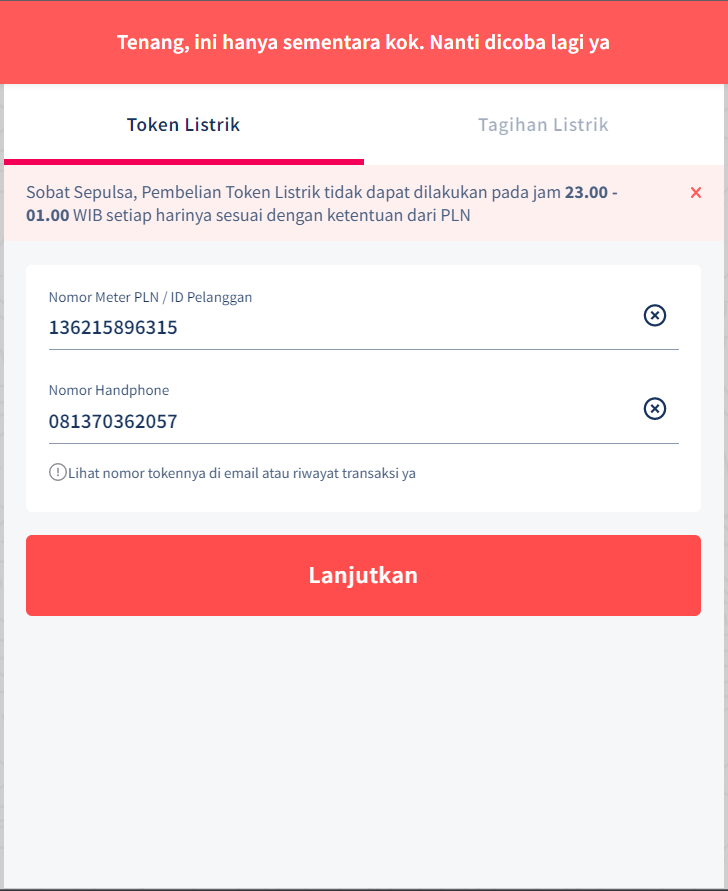 Tenang, ini hanya sementara kok. Nanti dicoba lagi ya
Token Listrik
Tagihan Listrik
Sobat Sepulsa, Pembelian Token Listrik tidak dapat dilakukan pada jam 23.00 -
01.00 WIB setiap harinya sesuai dengan ketentuan dari PLN
Nomor Meter PLN / ID Pelanggan
136215896315
Nomor Handphone
081370362057
Lihat nomor tokennya di email atau riwayat transaksi ya
Lanjutkan